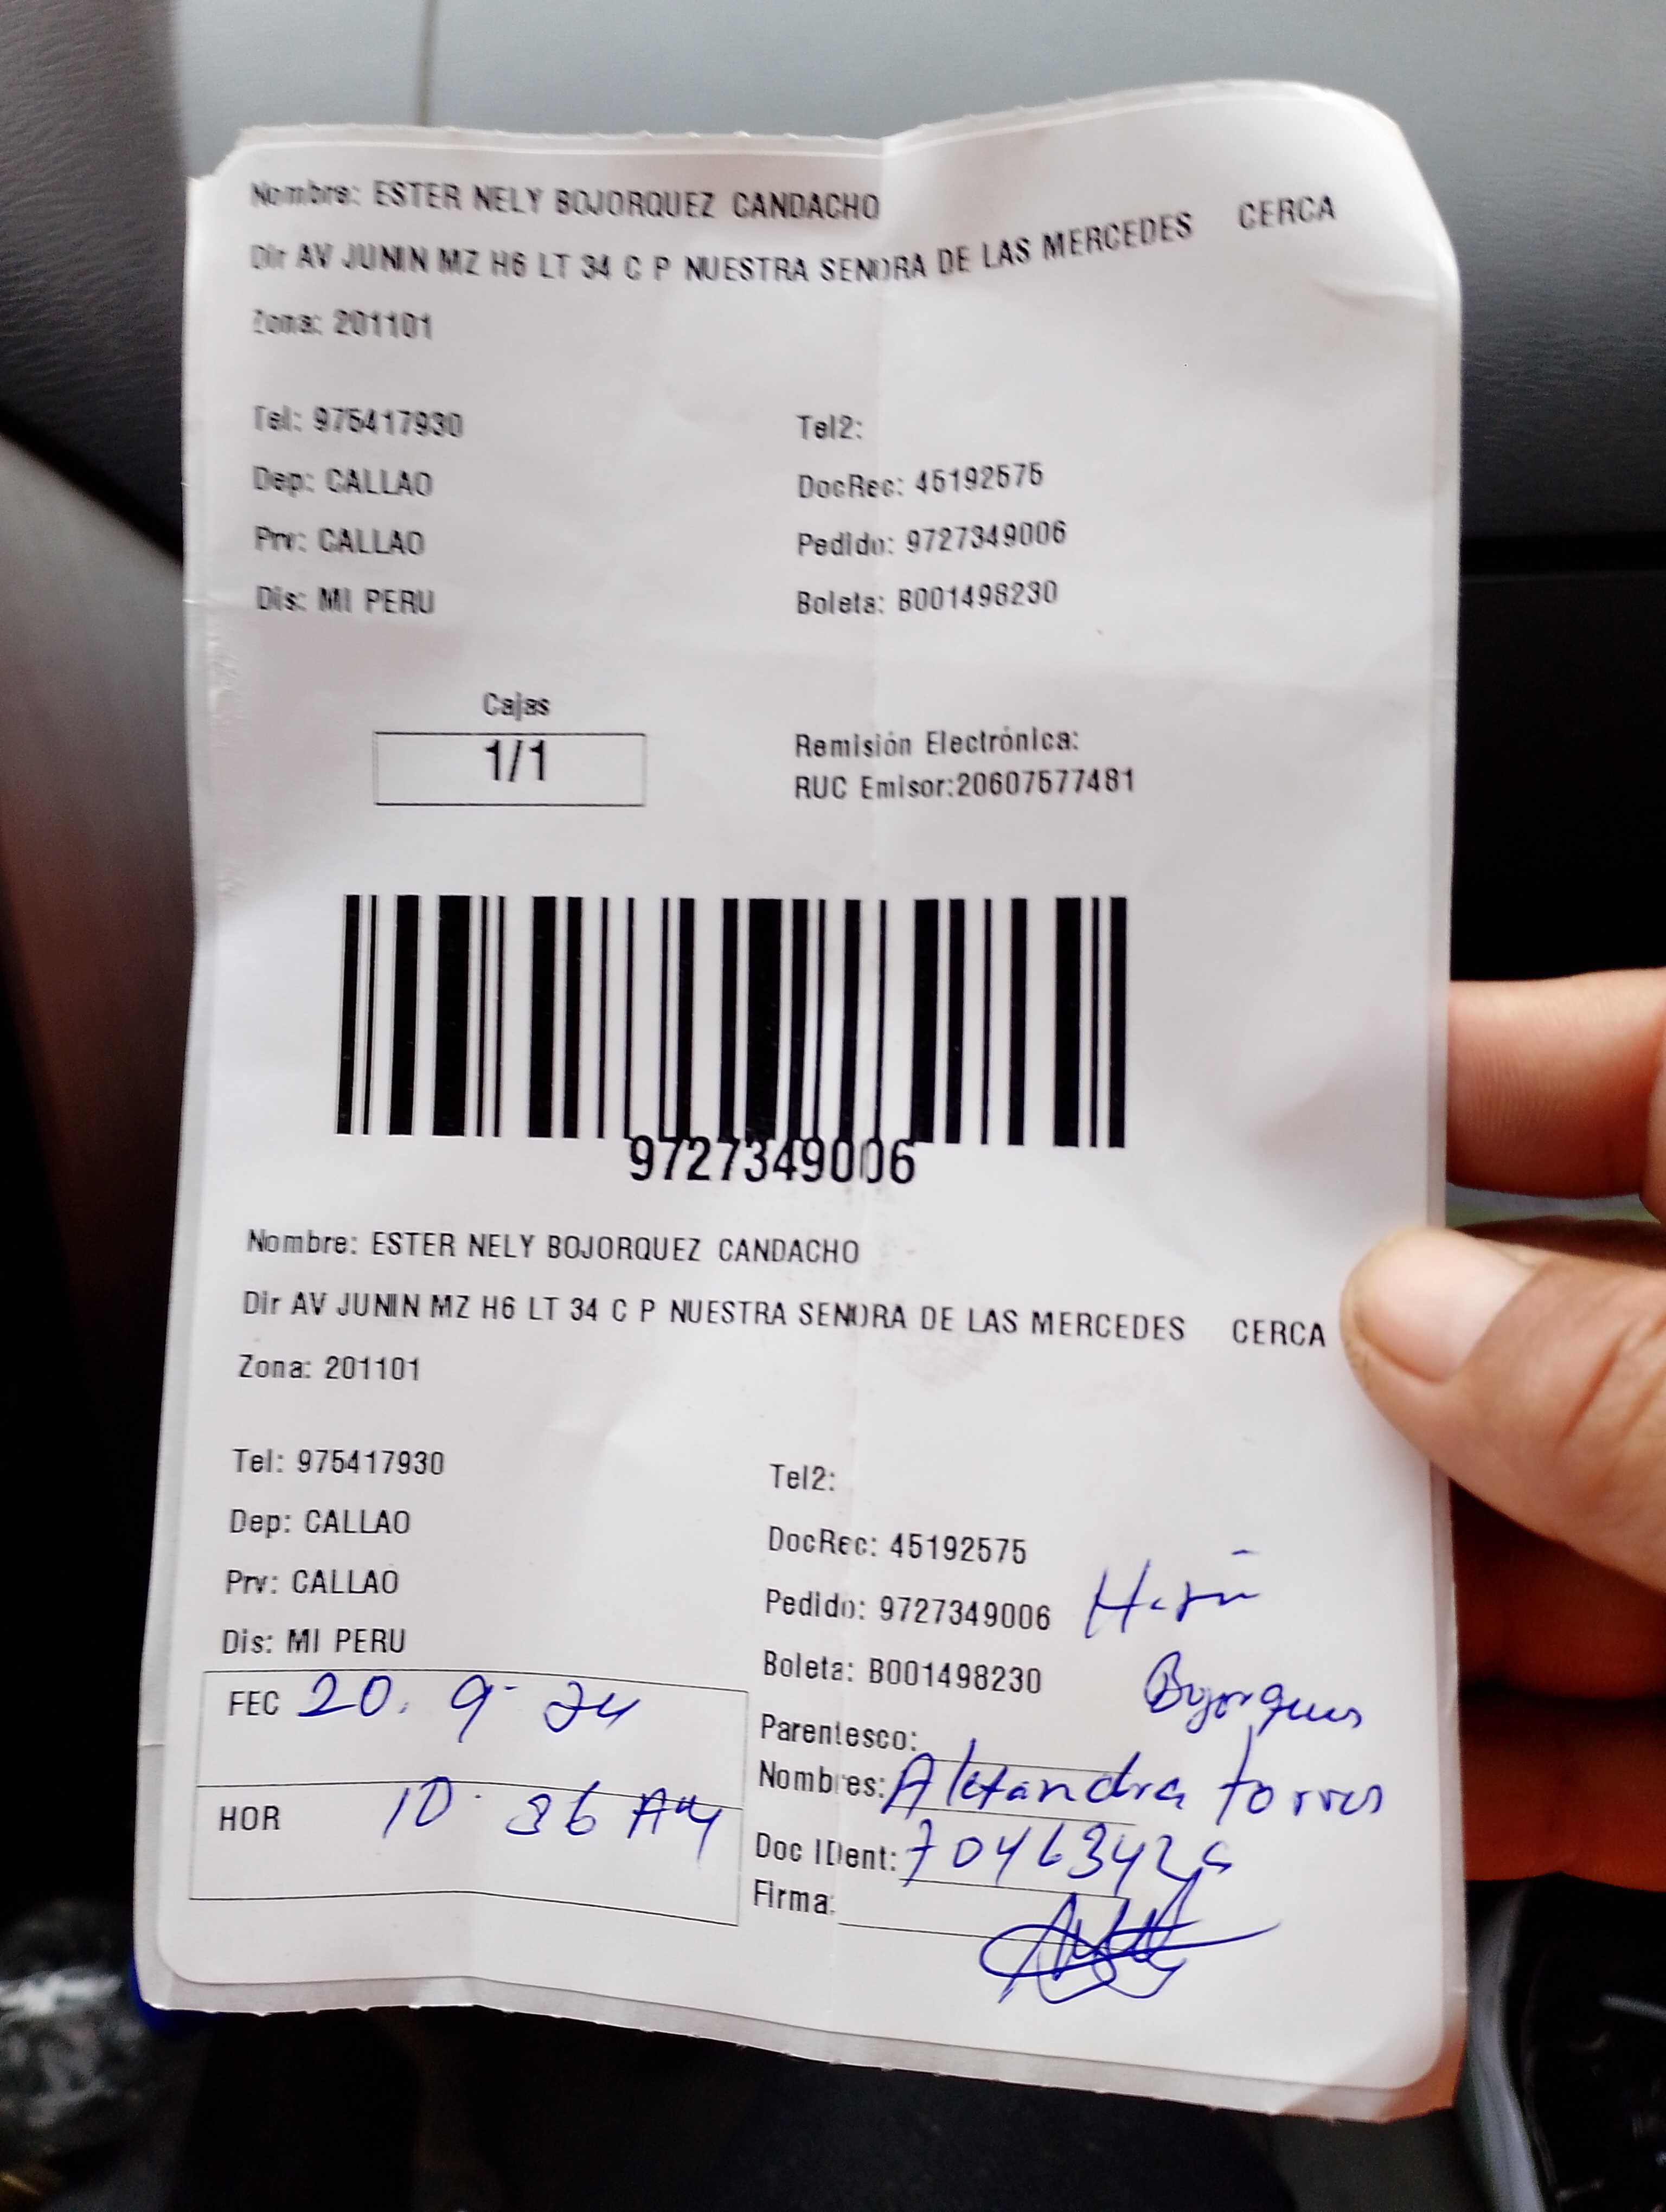 Nombre: ESTER NELY BOJORQUEZ CANDACHO
Dir AV JUNIN MZ H6 LT 34 C P NUESTRA SENORA DE LAS MERCEDES CERCA
Zona: 201101
Tel: 975417930 Tel2:
Dep: CALLAO DocRec: 45192575
Prv: CALLAO Pedido: 9727349006
Dis: MI PERU Boleta: B001498230
Cajas
1/1
Remisión Electrónica:
RUC Emisor:20607577481
9727349006
Nombre: ESTER NELY BOJORQUEZ CANDACHO
Dir AV JUNIN MZ H6 LT 34 C P NUESTRA SENORA DE LAS MERCEDES CERCA
Zona: 201101
Tel: 975417930 Tel2:
Dep: CALLAO DocRec: 45192575
Prv: CALLAO Pedido: 9727349006
Dis: MI PERU Boleta: B001498230
FEC 20. 9- 24
HOR 10 36 AM
Parentesco:
Nombres: Alexandra torres
Doc IDent:
Firma: